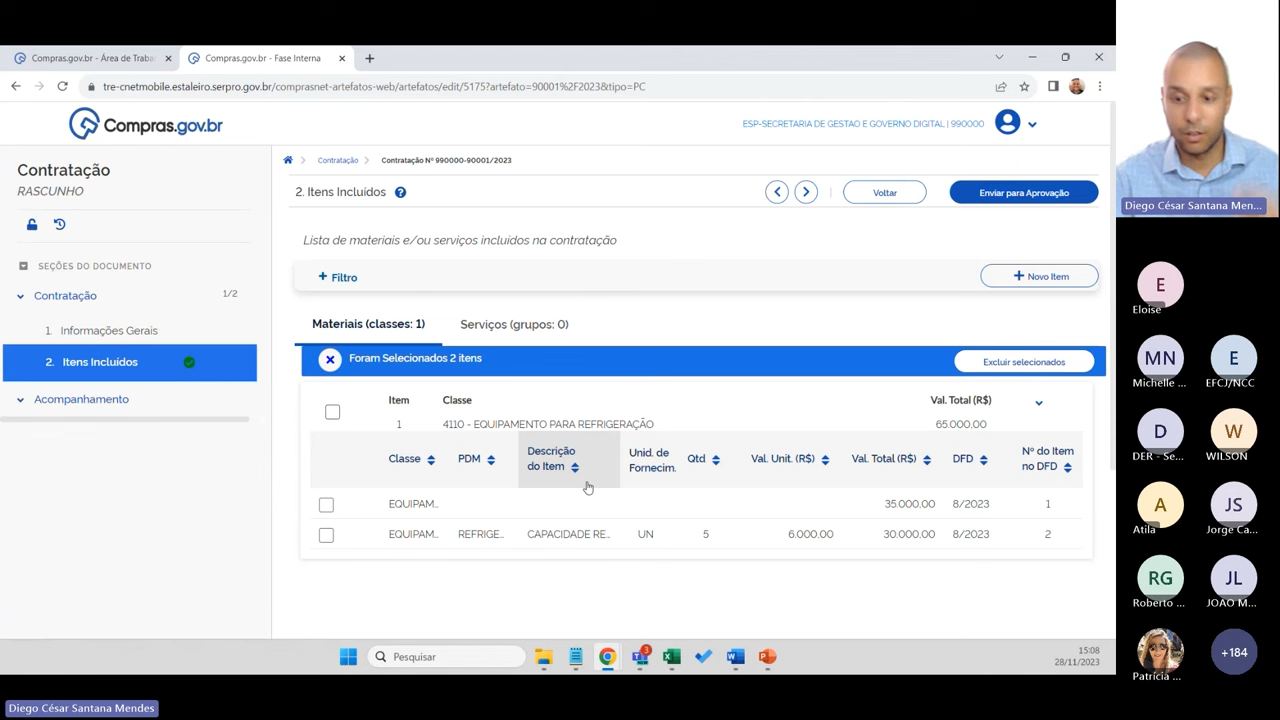 Compras.gov.br - Área de Traba
Compras.gov.br - Fase Interna
tre-cnetmobile.estaleiro.serpro.gov.br/comprasnet-artefatos-web/artefatos/edit/5175?artefato=90001%2F2023&tipo=PC
Compras.gov.br
ESP-SECRETARIA DE GESTAO E GOVERNO DIGITAL | 990000
Diego César Santana Men...
Contratação
RASCUNHO
SEÇÕES DO DOCUMENTO
Contratação 1/2
1. Informações Gerais
2. Itens Incluídos
Acompanhamento
Contratação
Contratação Nº 990000-90001/2023
2. Itens Incluídos ?
Voltar
Enviar para Aprovação
Lista de materiais e/ou serviços incluidos na contratação
+ Filtro
+ Novo Item
Materiais (classes: 1)
Serviços (grupos: 0)
Foram Selecionados 2 itens
Excluir selecionados
Item Classe Val. Total (R$)
1 4110 - EQUIPAMENTO PARA REFRIGERAÇÃO 65.000,00
Classe PDM Descrição do Item Unid. de Fornecim. Qtd Val. Unit. (R$) Val. Total (R$) DFD Nº do Item no DFD
EQUIPAM... 35.000,00 8/2023 1
EQUIPAM... REFRIGE... CAPACIDADE RE... UN 5 6.000,00 30.000,00 8/2023 2
E
Eloise
MN
Michelle ...
E
EFCJ/NCC
D
DER - Se...
W
WILSON
A
Atila
JS
Jorge Ca...
RG
Roberto ...
JL
JOAO M...
Patrícia ...
+184
Pesquisar
3
15:08
28/11/2023
Diego César Santana Mendes